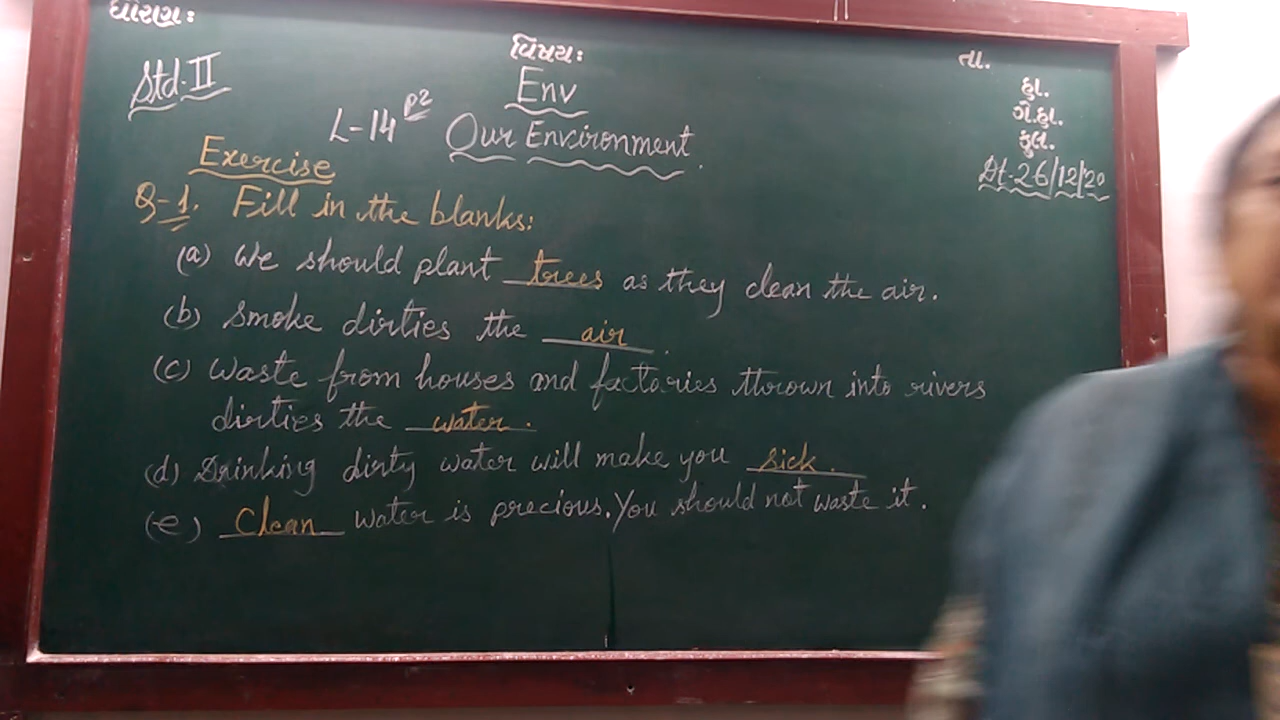 ધોરણ:
વિષય:
તા.
Std-II
Env
હા.
ગે.હા.
કુલ.
L-14 P2 Our Environment.
Dt-26/12/20
Exercise
Q-1. Fill in the blanks:
(a) We should plant trees as they clean the air.
(b) Smoke dirties the air.
(c) Waste from houses and factories thrown into rivers
dirties the water.
(d) Drinking dirty water will make you sick.
(e) Clean water is precious. You should not waste it.